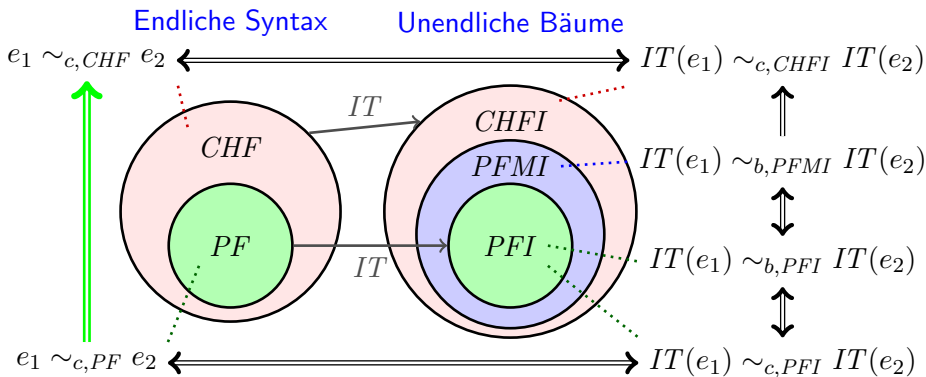 Endliche Syntax Unendliche Bäume
e₁ ∼c,CHF e₂ IT(e₁) ∼c,CHFI IT(e₂)
IT
CHF CHFI
IT(e₁) ∼b,PFMI IT(e₂)
PFMI
PF PFI
IT(e₁) ∼b,PFI IT(e₂)
IT
e₁ ∼c,PF e₂ IT(e₁) ∼c,PFI IT(e₂)